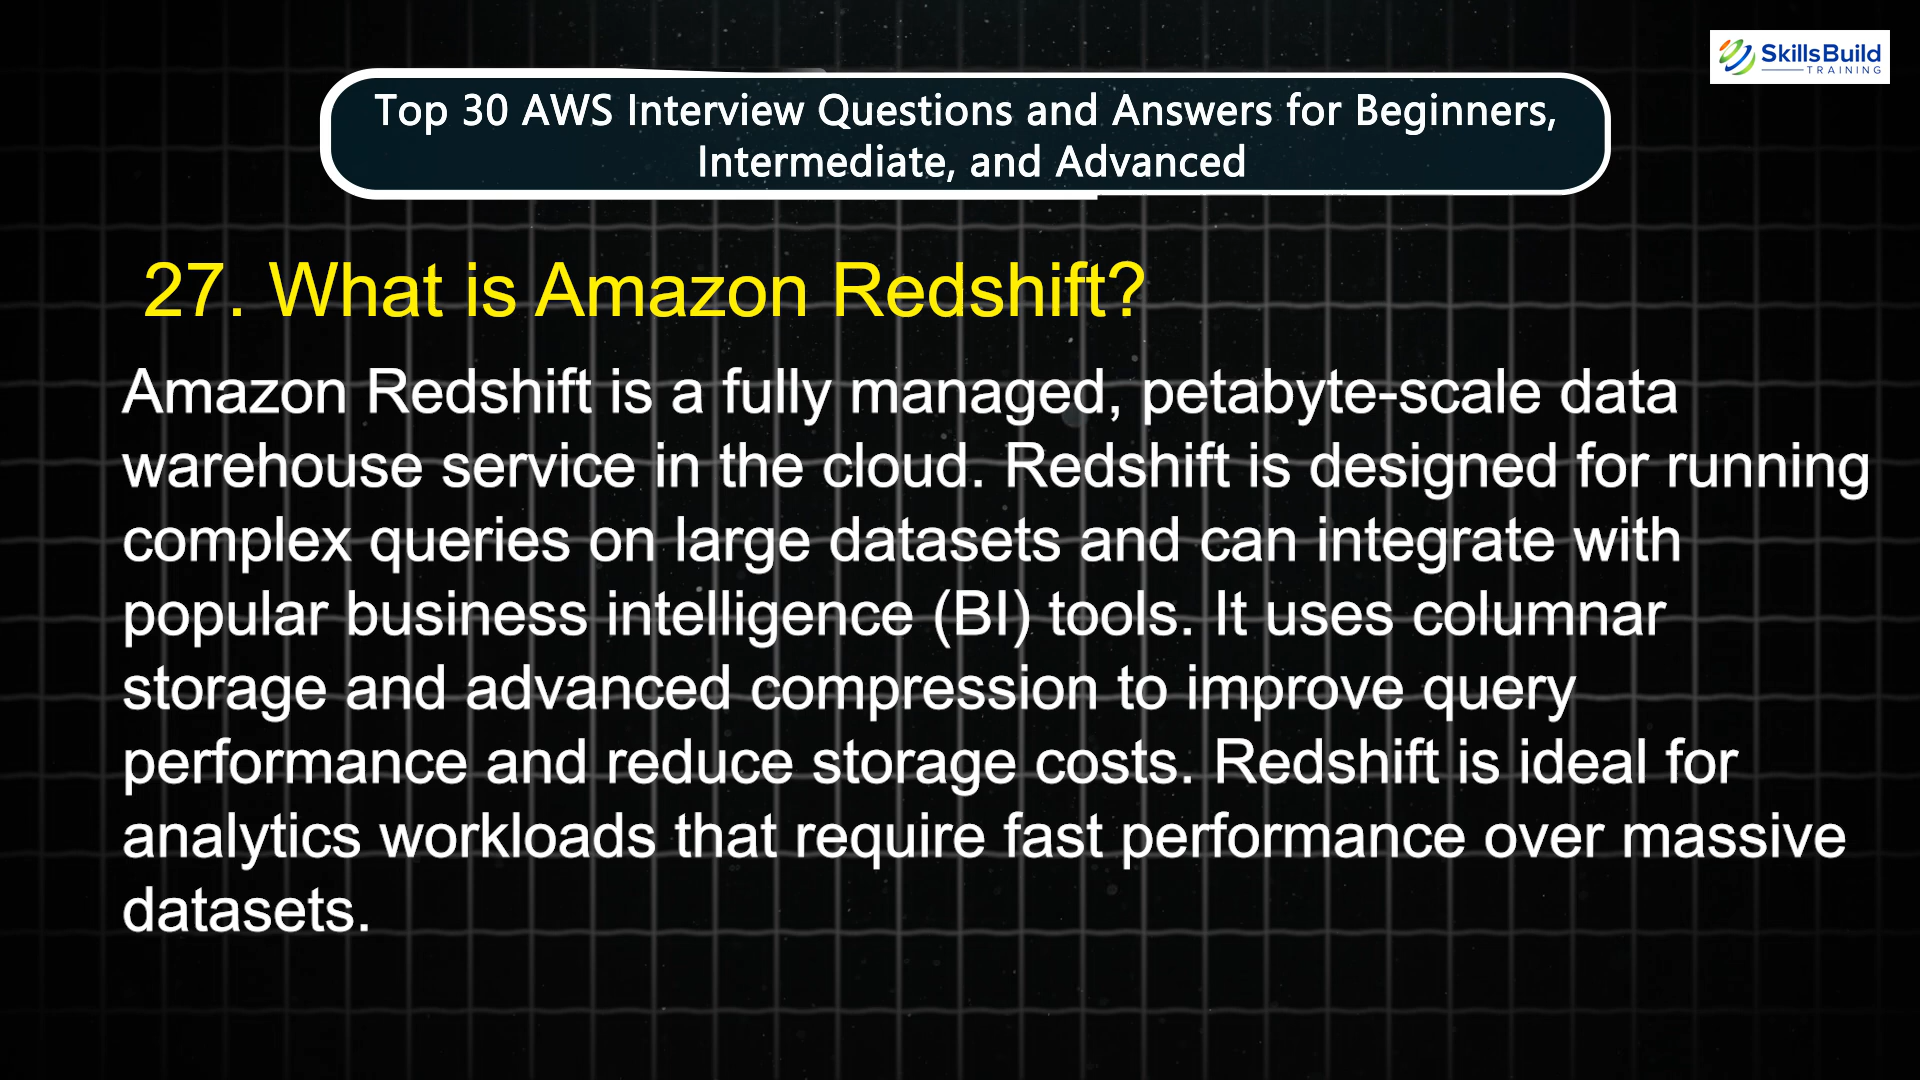 SkillsBuild
TRAINING
Top 30 AWS Interview Questions and Answers for Beginners,
Intermediate, and Advanced
27. What is Amazon Redshift?
Amazon Redshift is a fully managed, petabyte-scale data
warehouse service in the cloud. Redshift is designed for running
complex queries on large datasets and can integrate with
popular business intelligence (BI) tools. It uses columnar
storage and advanced compression to improve query
performance and reduce storage costs. Redshift is ideal for
analytics workloads that require fast performance over massive
datasets.